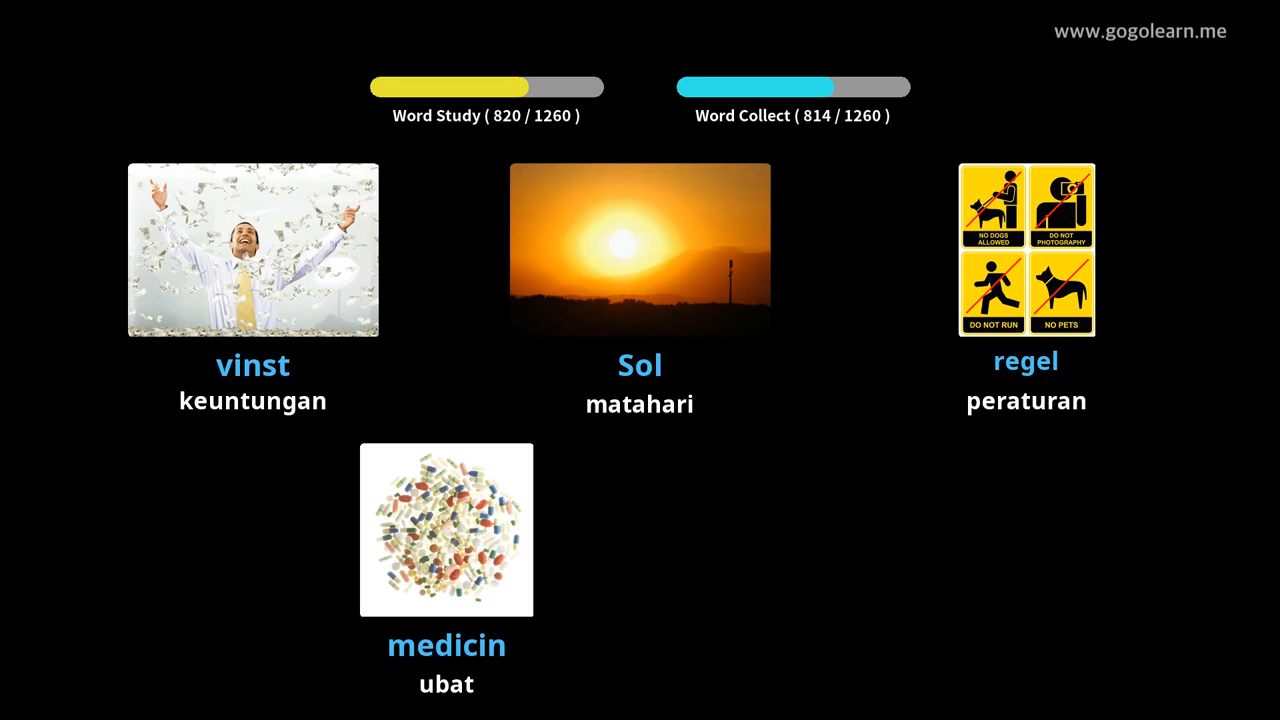 www.gogolearn.me
Word Study ( 820 / 1260 )
Word Collect ( 814 / 1260 )
NO DOGS
ALLOWED
DO NOT
PHOTOGRAPHY
DO NOT RUN
NO PETS
vinst
keuntungan
Sol
matahari
regel
peraturan
medicin
ubat